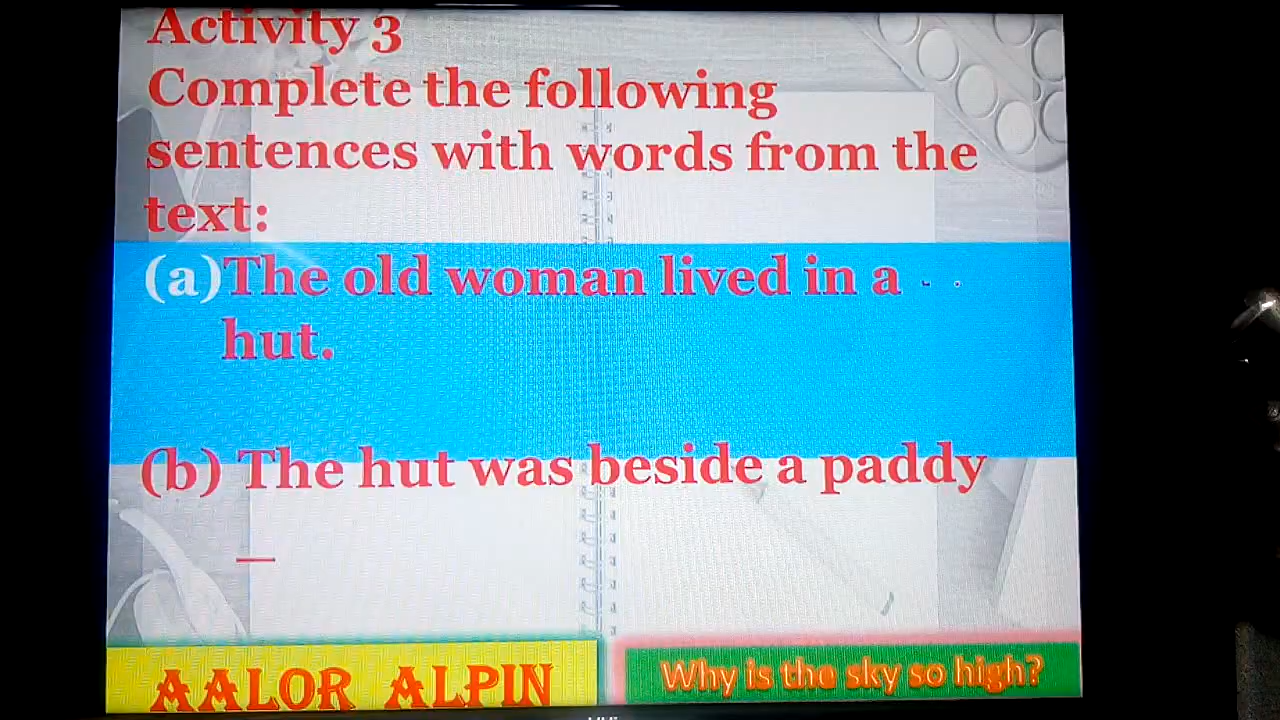 Activity 3
Complete the following
sentences with words from the
text:
(a)The old woman lived in a - .
hut.
(b) The hut was beside a paddy
_
AALOR ALPIN
Why is the sky so high?